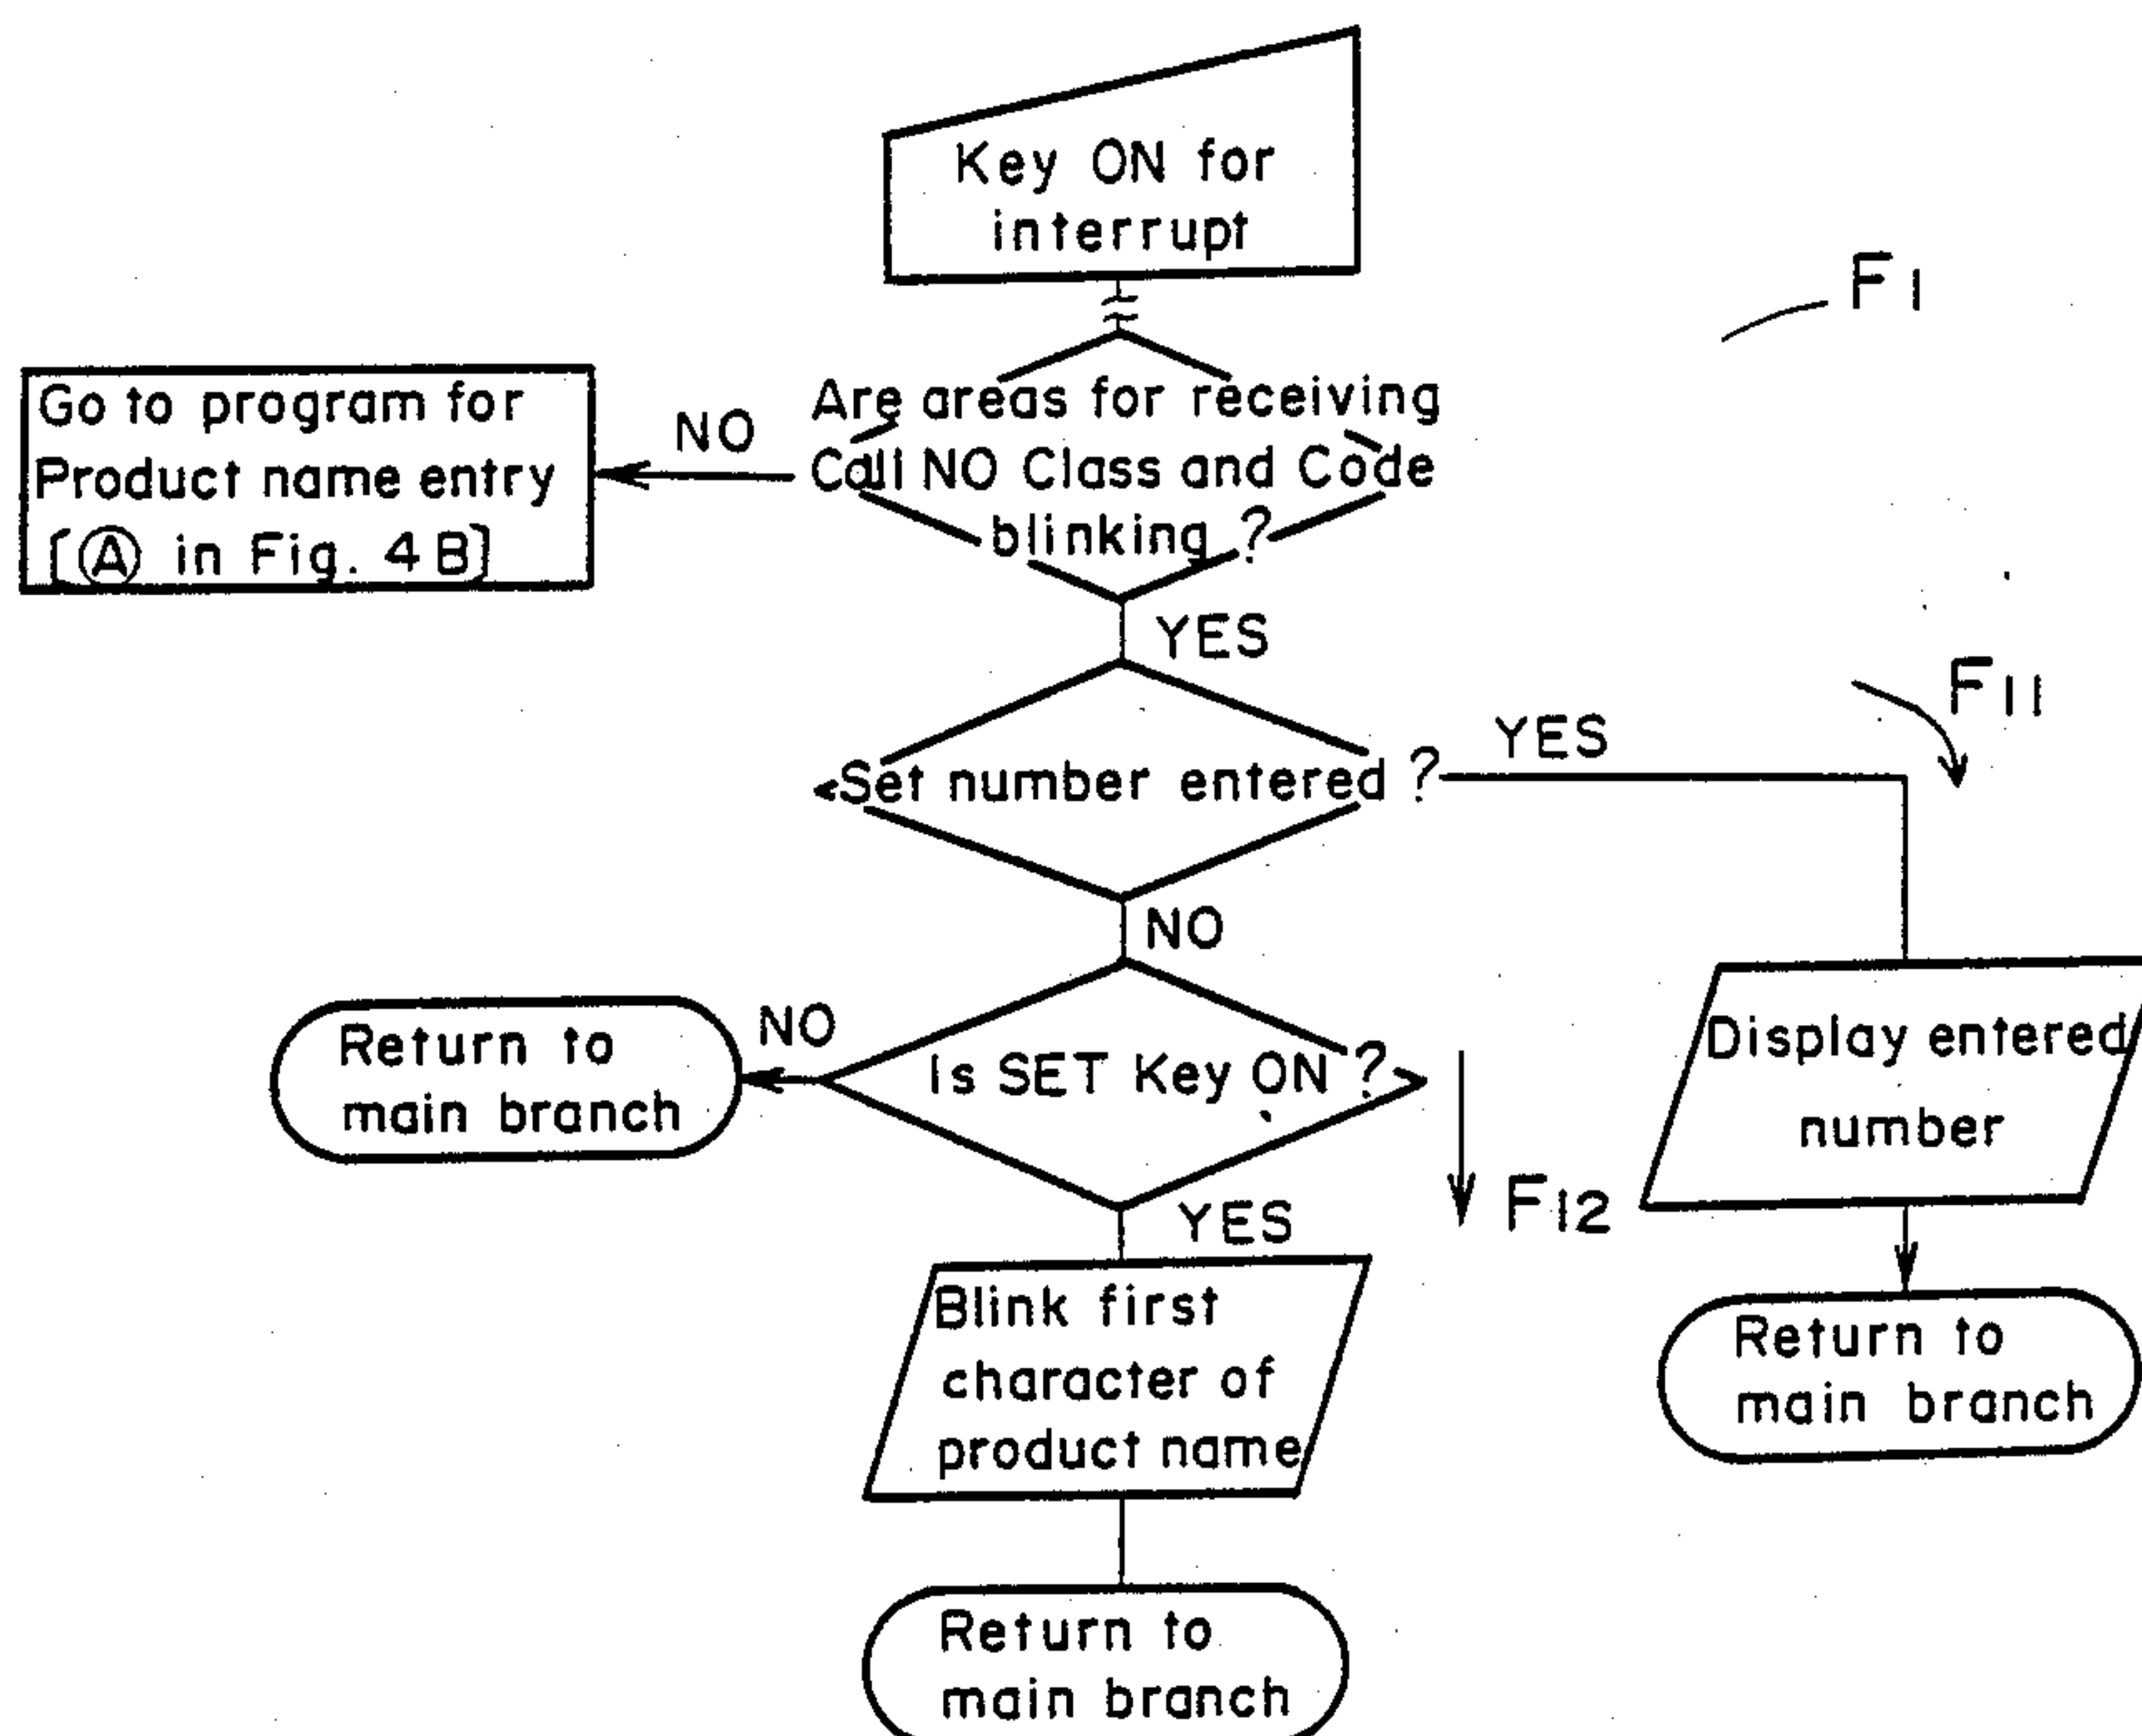 Key ON for
interrupt
F1
Are areas for receiving
Call NO Class and Code
blinking ?
NO
Go to program for
Product name entry
[Ⓐ in Fig. 4B]
YES
Set number entered ?
YES
F11
NO
Is SET Key ON ?
NO
Return to
main branch
F12
Display entered
number
YES
Blink first
character of
product name
Return to
main branch
Return to
main branch